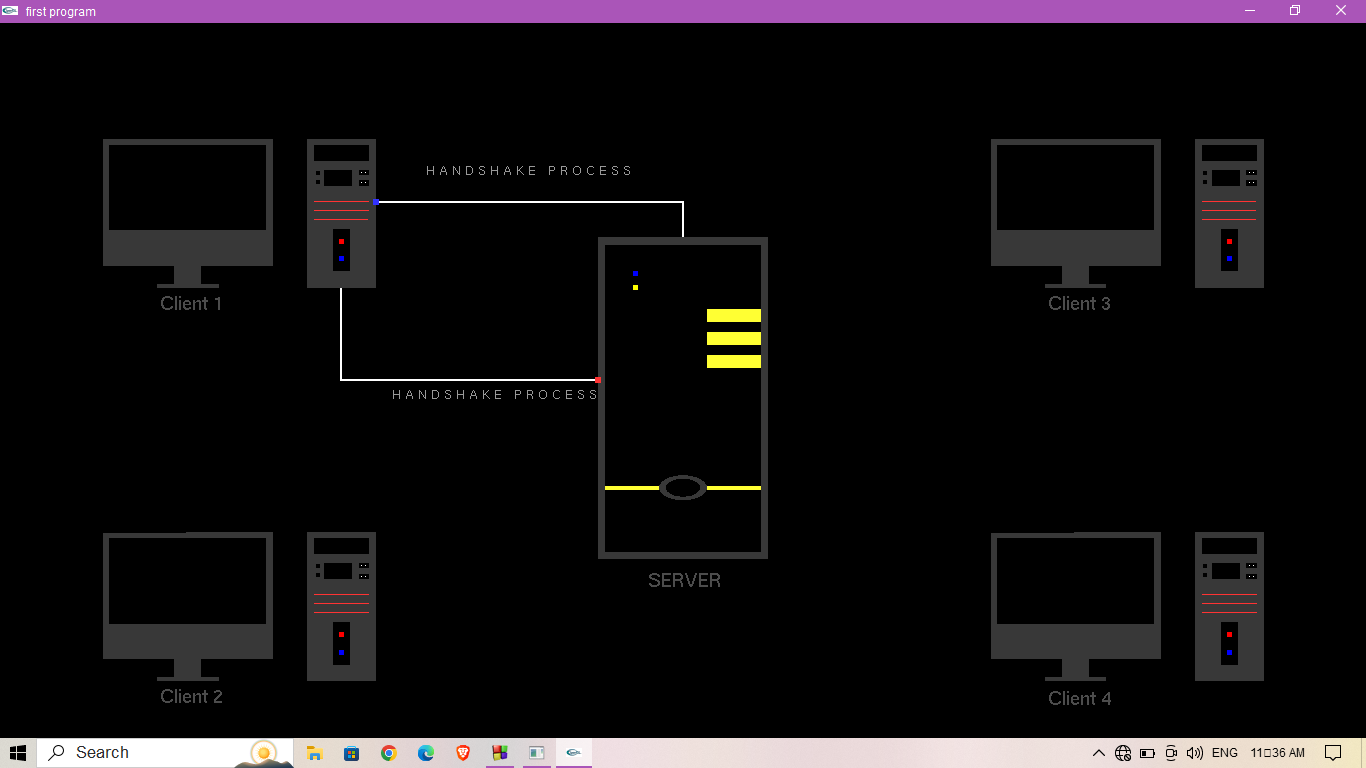 first program
HANDSHAKE PROCESS
Client 1
Client 3
HANDSHAKE PROCESS
SERVER
Client 2
Client 4
Search
ENG
11□36 AM